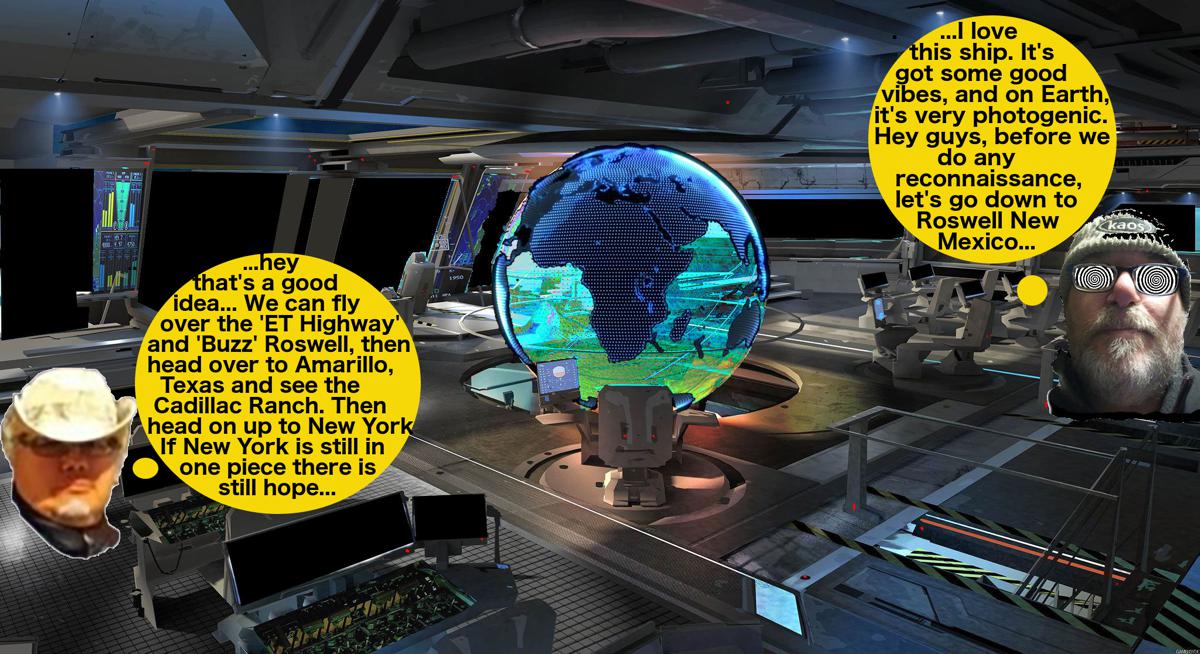 ...I love
this ship. It's
got some good
vibes, and on Earth,
it's very photogenic.
Hey guys, before we
do any
reconnaissance,
let's go down to
Roswell New
Mexico...
kaos
...hey
that's a good
idea... We can fly
over the 'ET Highway'
and 'Buzz' Roswell, then
head over to Amarillo,
Texas and see the
Cadillac Ranch. Then
head on up to New York
If New York is still in
one piece there is
still hope...
1950